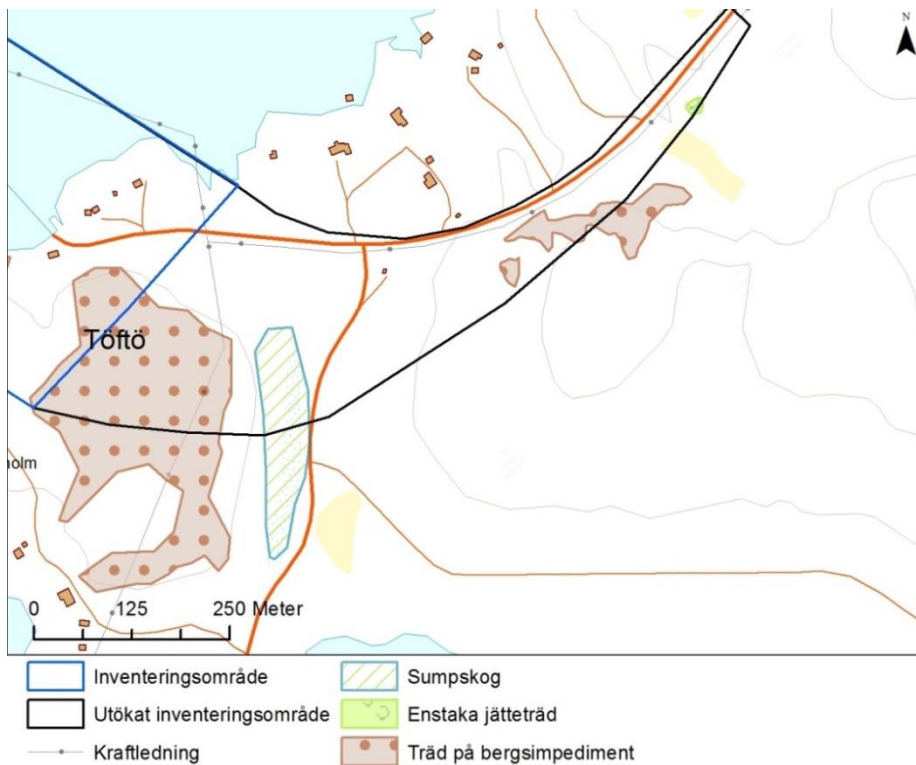 N
Töftö
holm
0 125 250 Meter
Inventeringsområde
Utökat inventeringsområde
Kraftledning
Sumpskog
Enstaka jätteträd
Träd på bergsimpediment